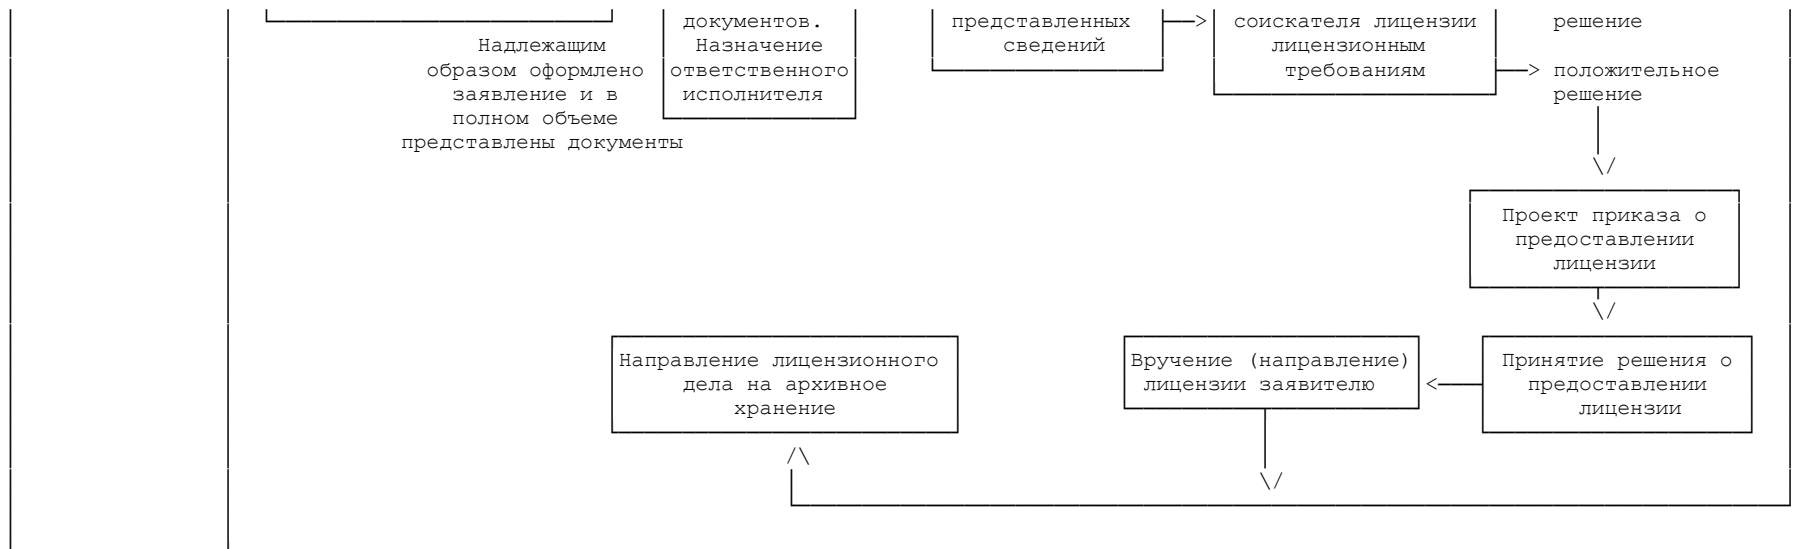 документов.
Назначение
ответственного
исполнителя
представленных
сведений
соискателя лицензии
лицензионным
требованиям
решение
положительное
решение
Надлежащим
образом оформлено
заявление и в
полном объеме
представлены документы
Проект приказа о
предоставлении
лицензии
Направление лицензионного
дела на архивное
хранение
Вручение (направление)
лицензии заявителю
Принятие решения о
предоставлении
лицензии